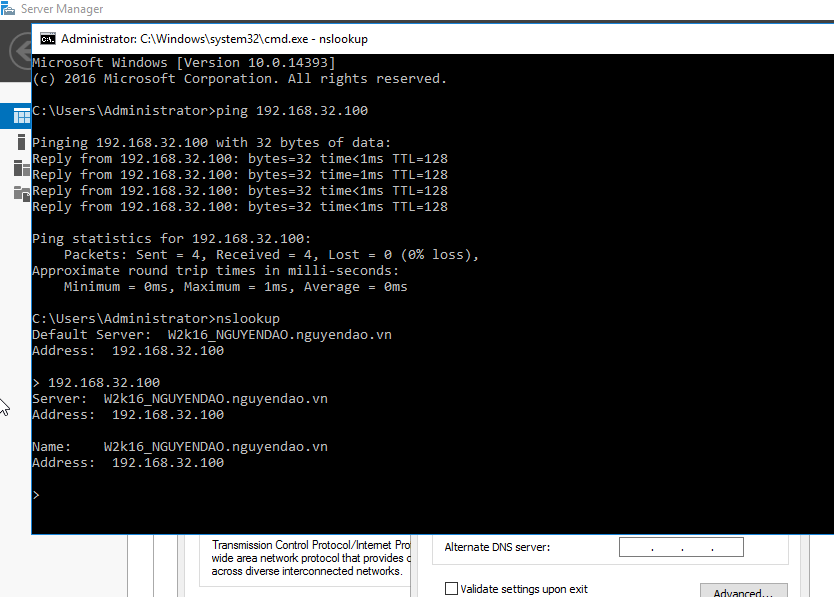 Server Manager
Administrator: C:\Windows\system32\cmd.exe - nslookup
Microsoft Windows [Version 10.0.14393]
(c) 2016 Microsoft Corporation. All rights reserved.
C:\Users\Administrator>ping 192.168.32.100
Pinging 192.168.32.100 with 32 bytes of data:
Reply from 192.168.32.100: bytes=32 time<1ms TTL=128
Reply from 192.168.32.100: bytes=32 time=1ms TTL=128
Reply from 192.168.32.100: bytes=32 time<1ms TTL=128
Reply from 192.168.32.100: bytes=32 time<1ms TTL=128
Ping statistics for 192.168.32.100:
    Packets: Sent = 4, Received = 4, Lost = 0 (0% loss),
Approximate round trip times in milli-seconds:
    Minimum = 0ms, Maximum = 1ms, Average = 0ms
C:\Users\Administrator>nslookup
Default Server:  W2k16_NGUYENDAO.nguyendao.vn
Address:  192.168.32.100
> 192.168.32.100
Server:  W2k16_NGUYENDAO.nguyendao.vn
Address:  192.168.32.100
Name:    W2k16_NGUYENDAO.nguyendao.vn
Address:  192.168.32.100
>
Transmission Control Protocol/Internet Pro
wide area network protocol that provides
across diverse interconnected networks.
Alternate DNS server:
Validate settings upon exit
Advanced...